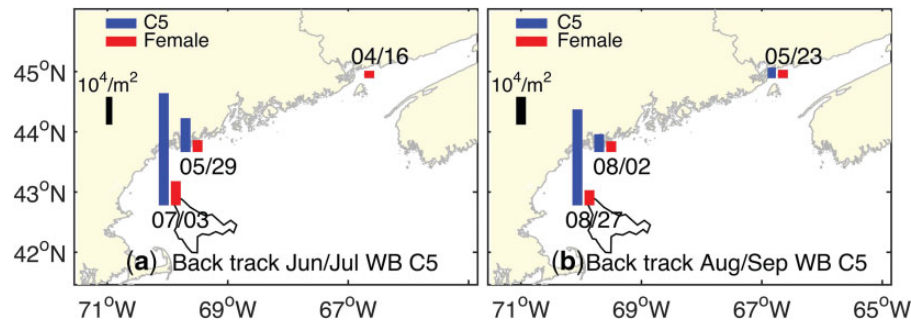 C5
Female
04/16
45°N
10⁴/m²
44°N
05/29
43°N
07/03
42°N
(a) Back track Jun/Jul WB C5
71°W 69°W 67°W
C5
Female
05/23
10⁴/m²
08/02
08/27
(b) Back track Aug/Sep WB C5
71°W 69°W 67°W 65°W